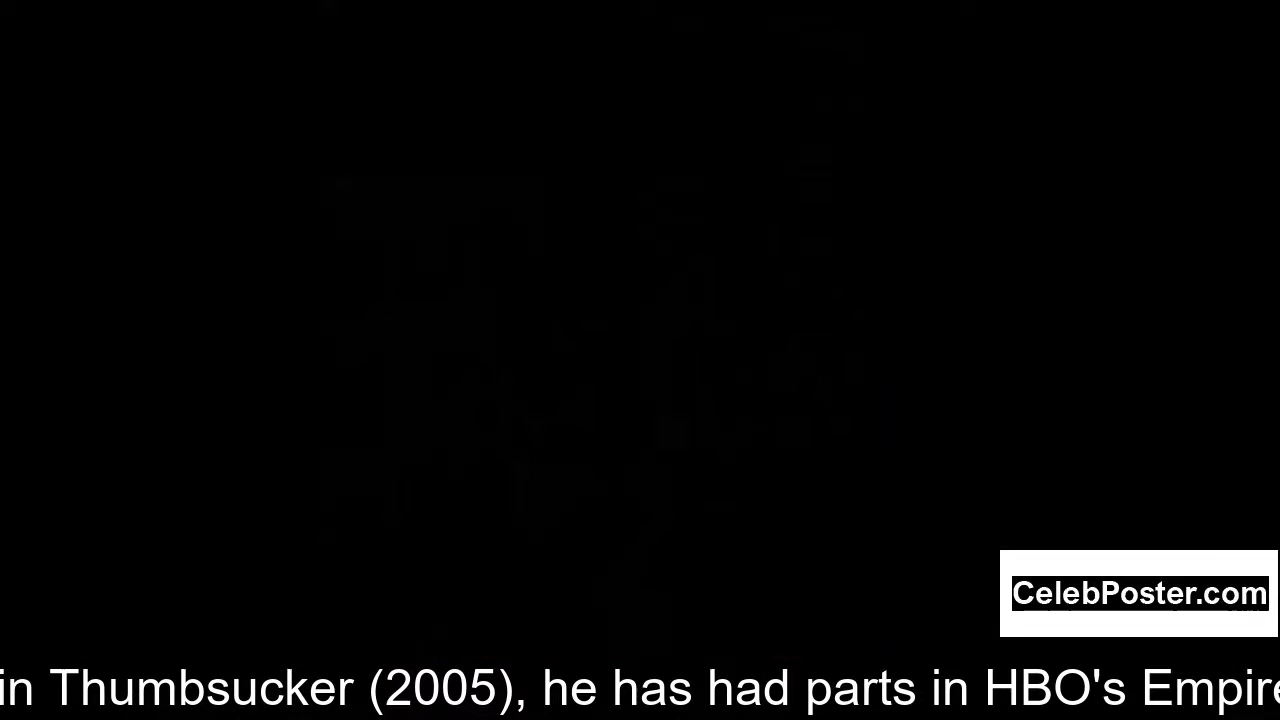 CelebPoster.com
in Thumbsucker (2005), he has had parts in HBO's Empire